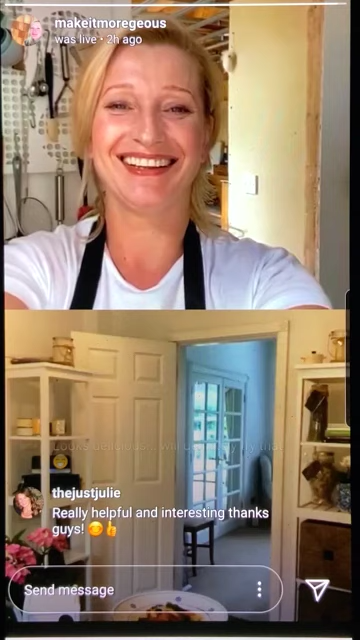 makeitmoregeous
was live • 2h ago
thejustjulie
Really helpful and interesting thanks
guys! 😊👍
Send message